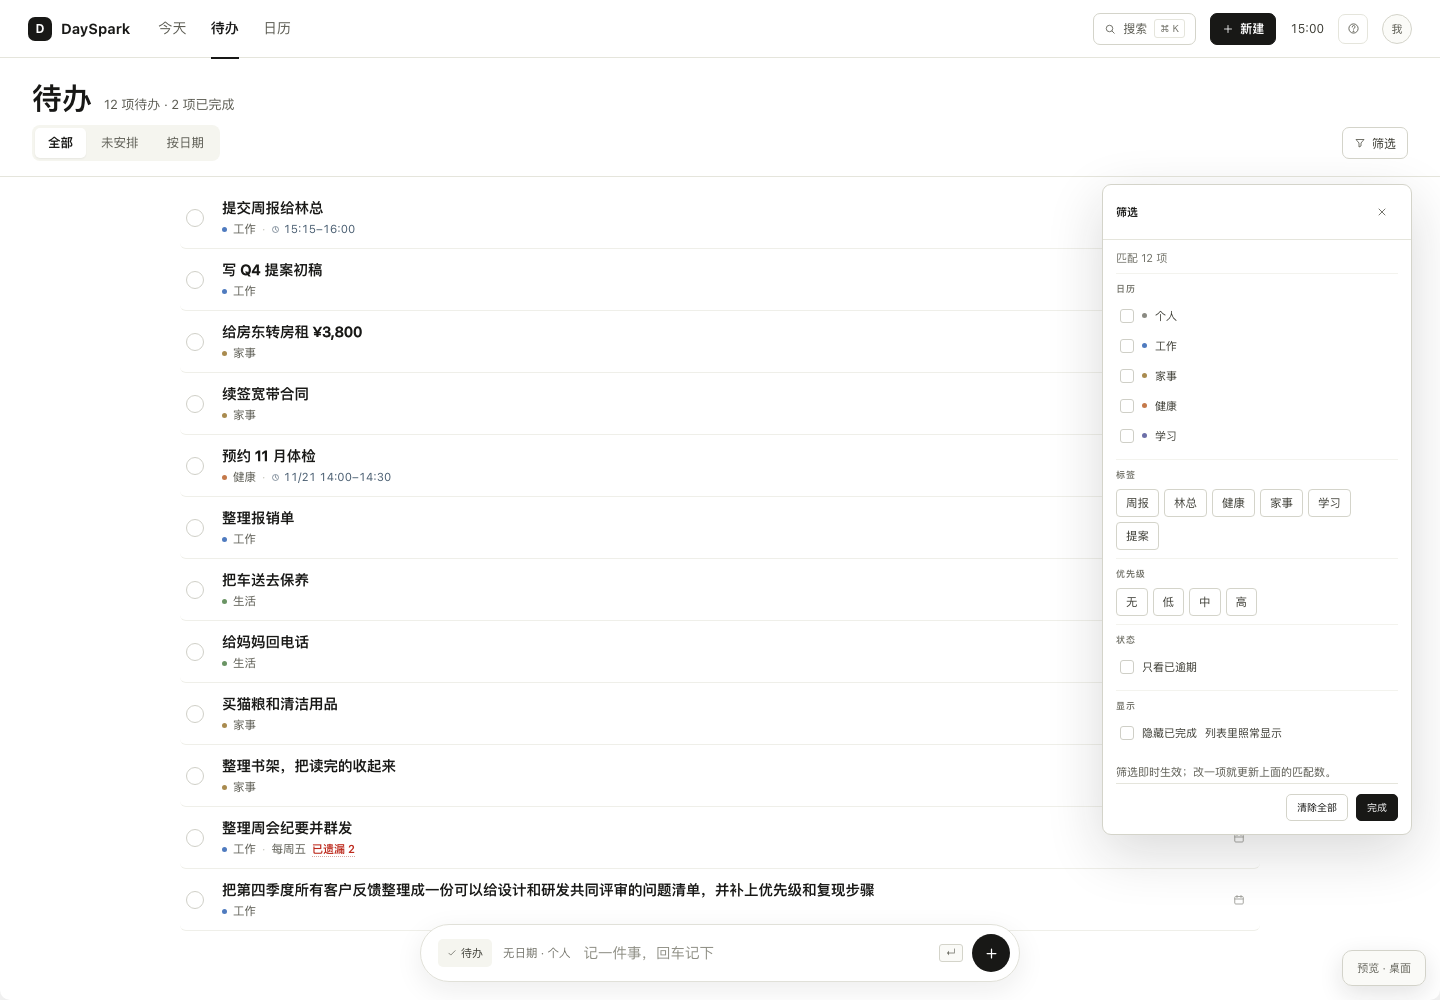 D DaySpark 今天 待办 日历 搜索 ⌘ K + 新建 15:00 我
待办 12 项待办 · 2 项已完成
全部 未安排 按日期 筛选
提交周报给林总
工作 · 15:15–16:00
写 Q4 提案初稿
工作
给房东转房租 ¥3,800
家事
续签宽带合同
家事
预约 11 月体检
健康 · 11/21 14:00–14:30
整理报销单
工作
把车送去保养
生活
给妈妈回电话
生活
买猫粮和清洁用品
家事
整理书架，把读完的收起来
家事
整理周会纪要并群发
工作 · 每周五 已遗漏 2
把第四季度所有客户反馈整理成一份可以给设计和研发共同评审的问题清单，并补上优先级和复现步骤
工作
筛选
匹配 12 项
日历
个人
工作
家事
健康
学习
标签
周报 林总 健康 家事 学习
提案
优先级
无 低 中 高
状态
只看已逾期
显示
隐藏已完成 列表里照常显示
筛选即时生效；改一项就更新上面的匹配数。
清除全部 完成
待办 无日期 · 个人 记一件事，回车记下
预览 · 桌面